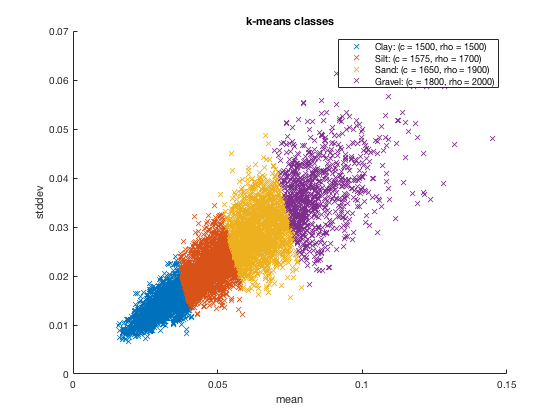 k-means classes
0.07
0.06
0.05
0.04
0.03
0.02
0.01
0
stddev
Clay: (c = 1500, rho = 1500)
Silt: (c = 1575, rho = 1700)
Sand: (c = 1650, rho = 1900)
Gravel: (c = 1800, rho = 2000)
0 0.05 0.1 0.15
mean